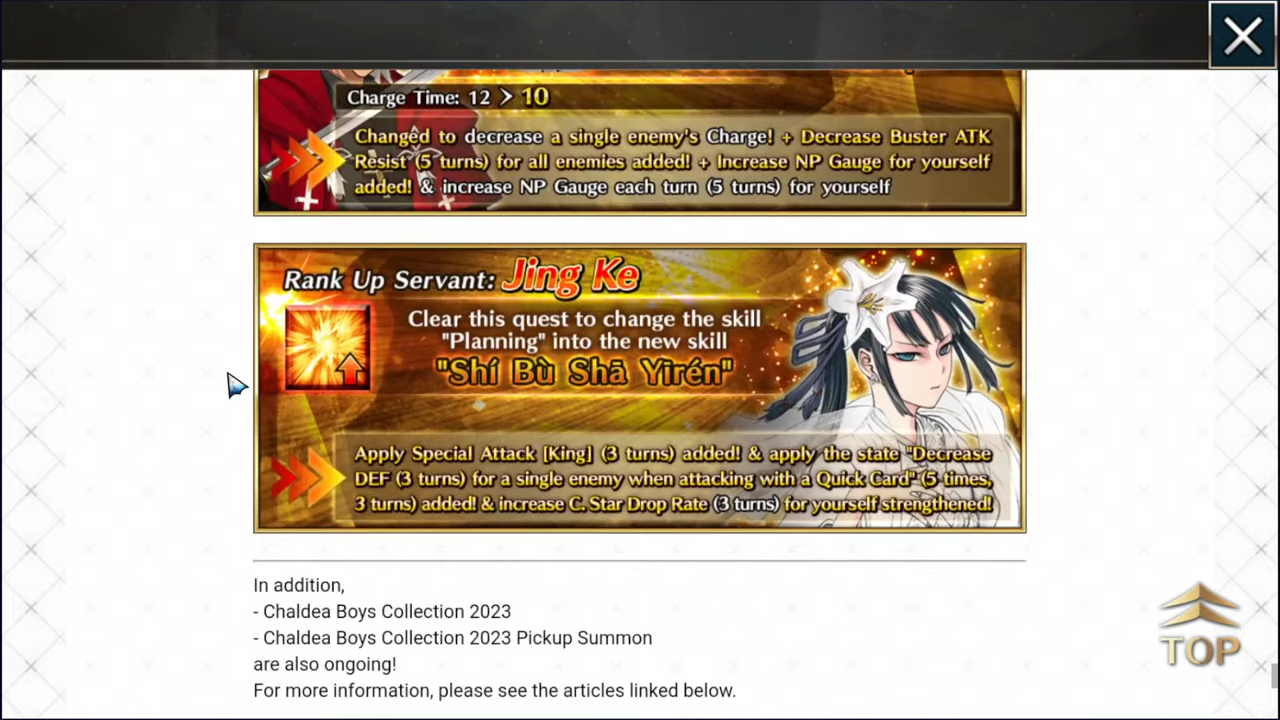 Charge Time: 12 > 10
Changed to decrease a single enemy's Charge! + Decrease Buster ATK
Resist (5 turns) for all enemies added! + Increase NP Gauge for yourself
added! & increase NP Gauge each turn (5 turns) for yourself
Rank Up Servant: Jing Ke
Clear this quest to change the skill
"Planning" into the new skill
"Shí Bù Shā Yīrén"
Apply Special Attack [King] (3 turns) added! & apply the state "Decrease
DEF (3 turns) for a single enemy when attacking with a Quick Card" (5 times,
3 turns) added! & increase C. Star Drop Rate (3 turns) for yourself strengthened!
In addition,
- Chaldea Boys Collection 2023
- Chaldea Boys Collection 2023 Pickup Summon
are also ongoing!
For more information, please see the articles linked below.
TOP